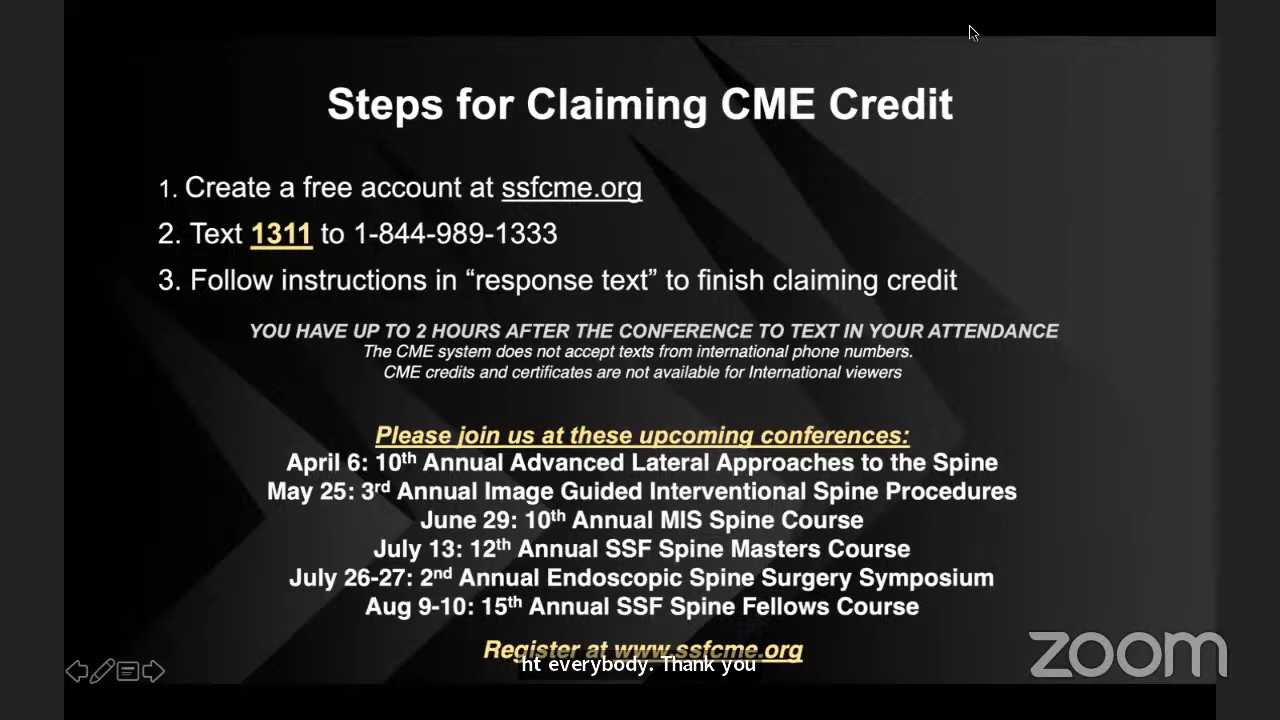 Steps for Claiming CME Credit
1. Create a free account at ssfcme.org
2. Text 1311 to 1-844-989-1333
3. Follow instructions in “response text” to finish claiming credit
YOU HAVE UP TO 2 HOURS AFTER THE CONFERENCE TO TEXT IN YOUR ATTENDANCE
The CME system does not accept texts from international phone numbers.
CME credits and certificates are not available for International viewers
Please join us at these upcoming conferences:
April 6: 10th Annual Advanced Lateral Approaches to the Spine
May 25: 3rd Annual Image Guided Interventional Spine Procedures
June 29: 10th Annual MIS Spine Course
July 13: 12th Annual SSF Spine Masters Course
July 26-27: 2nd Annual Endoscopic Spine Surgery Symposium
Aug 9-10: 15th Annual SSF Spine Fellows Course
Register at www.ssfcme.org
ht everybody. Thank you
zoom